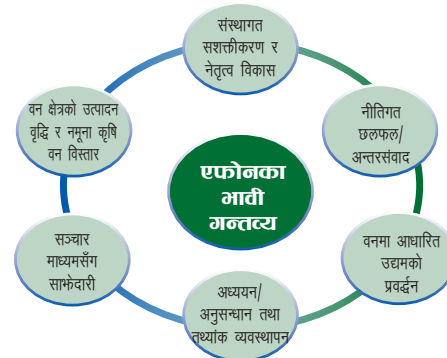 संस्थागत
सशक्तीकरण र
नेतृत्व विकास
नीतिगत
छलफल/
अन्तरसंवाद
वनमा आधारित
उद्यमको
प्रवर्द्धन
अध्ययन/
अनुसन्धान तथा
तथ्यांक व्यवस्थापन
सञ्चार
माध्यमसँग
साझेदारी
वन क्षेत्रको उत्पादन
वृद्धि र नमूना कृषि
वन विस्तार
एफोनका
भावी
गन्तव्य